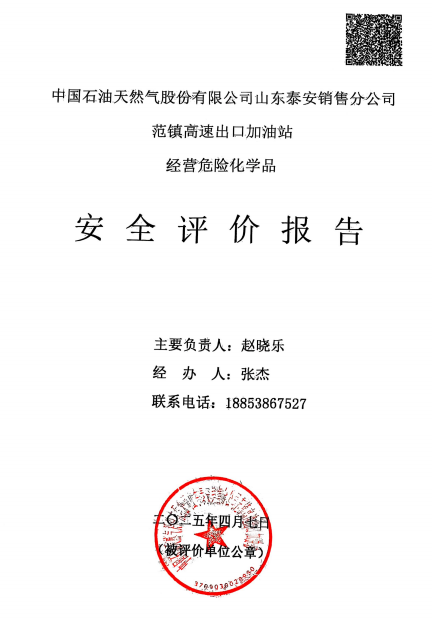 中国石油天然气股份有限公司山东泰安销售分公司
范镇高速出口加油站
经营危险化学品
安全评价报告
主要负责人：赵晓乐
经办人：张杰
联系电话：18853867527
二〇二五年四月七日
（被评价单位公章）